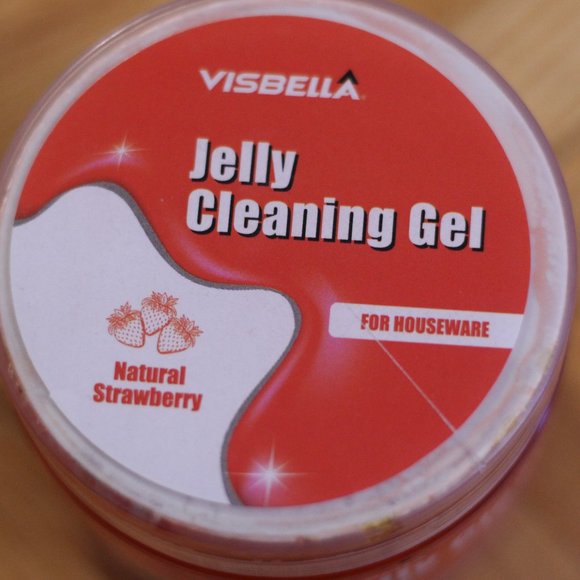 VISBELLA
Jelly
Cleaning Gel
FOR HOUSEWARE
Natural
Strawberry